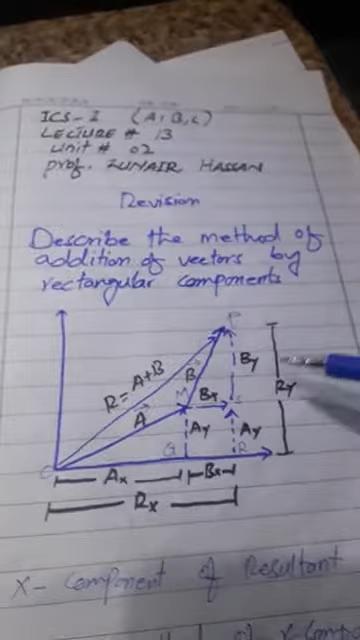 ICS-I (A,B,C)
LECTURE # 13
Unit # 02
prof. ZUNAIR HASSAN
Revision
Describe the method of
addition of vectors by
rectangular components
P
R = A+B
B
By
Ry
M
Bx
A
Ay
Ay
O
Q
R
Ax
Bx
Rx
X- Component of Resultant